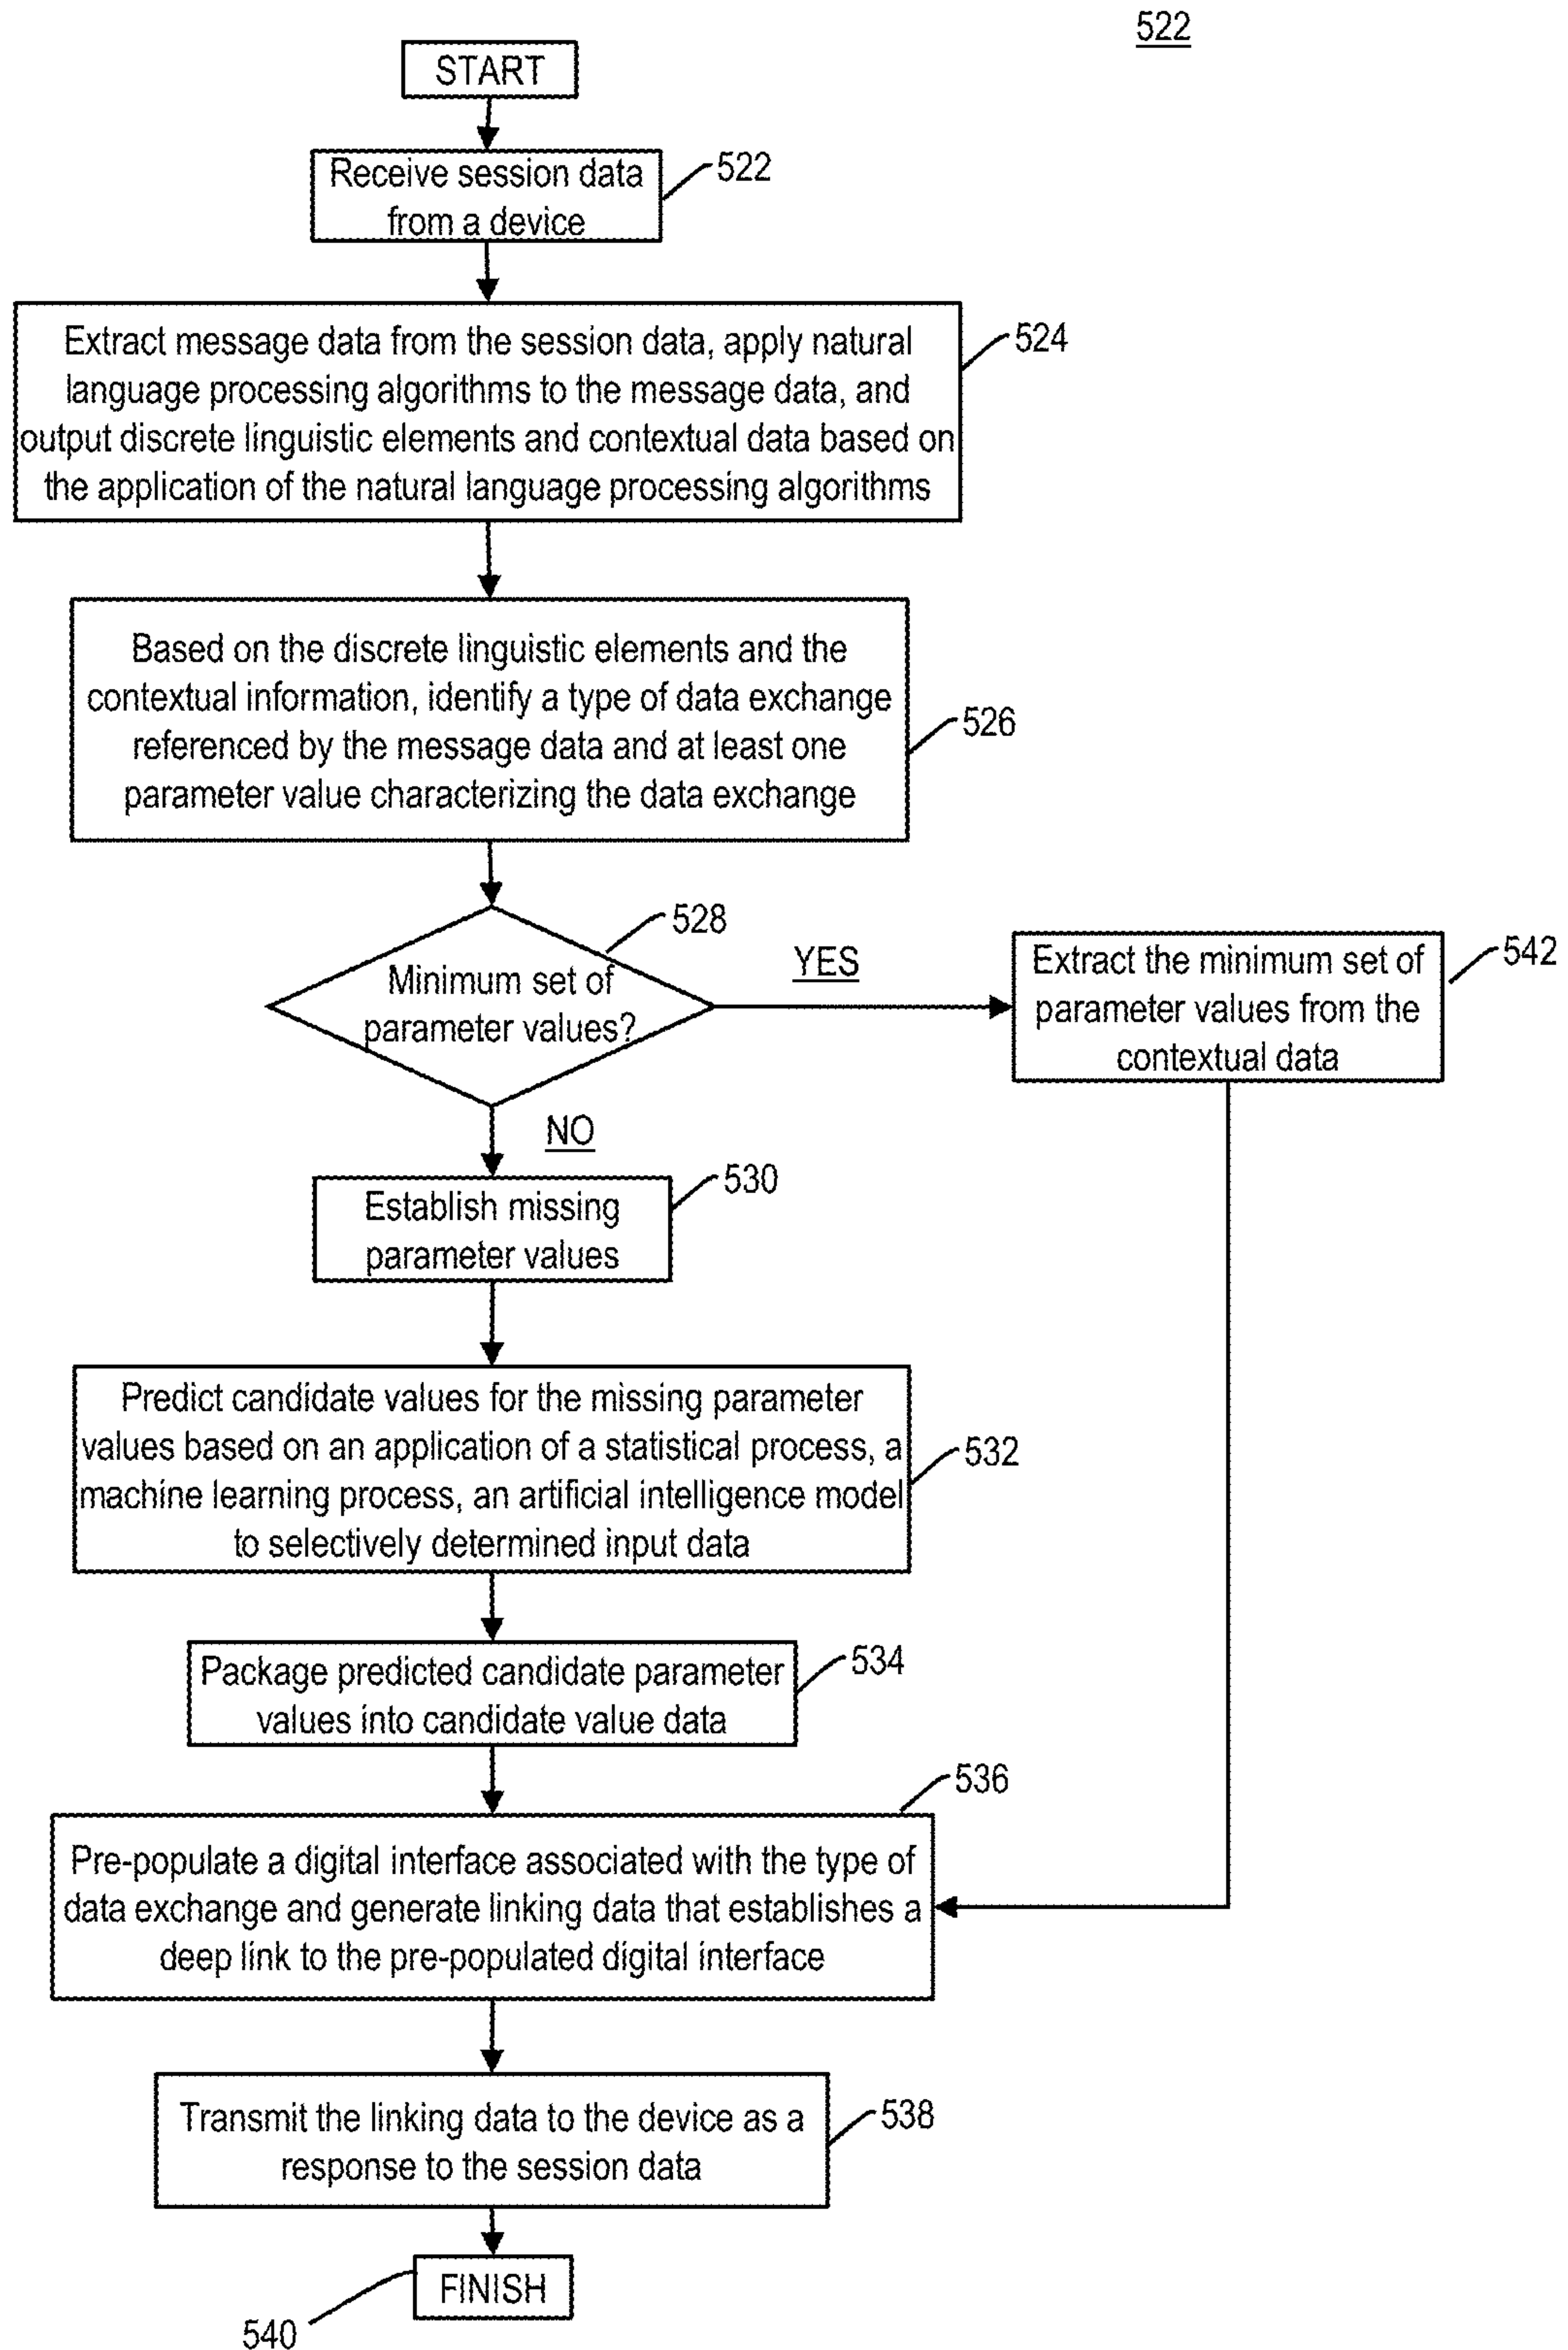 522
START
Receive session data
from a device
522
Extract message data from the session data, apply natural
language processing algorithms to the message data, and
output discrete linguistic elements and contextual data based on
the application of the natural language processing algorithms
524
Based on the discrete linguistic elements and the
contextual information, identify a type of data exchange
referenced by the message data and at least one
parameter value characterizing the data exchange
526
528
Minimum set of
parameter values?
YES
Extract the minimum set of
parameter values from the
contextual data
542
NO
530
Establish missing
parameter values
Predict candidate values for the missing parameter
values based on an application of a statistical process, a
machine learning process, an artificial intelligence model
to selectively determined input data
532
Package predicted candidate parameter
values into candidate value data
534
536
Pre-populate a digital interface associated with the type of
data exchange and generate linking data that establishes a
deep link to the pre-populated digital interface
Transmit the linking data to the device as a
response to the session data
538
FINISH
540